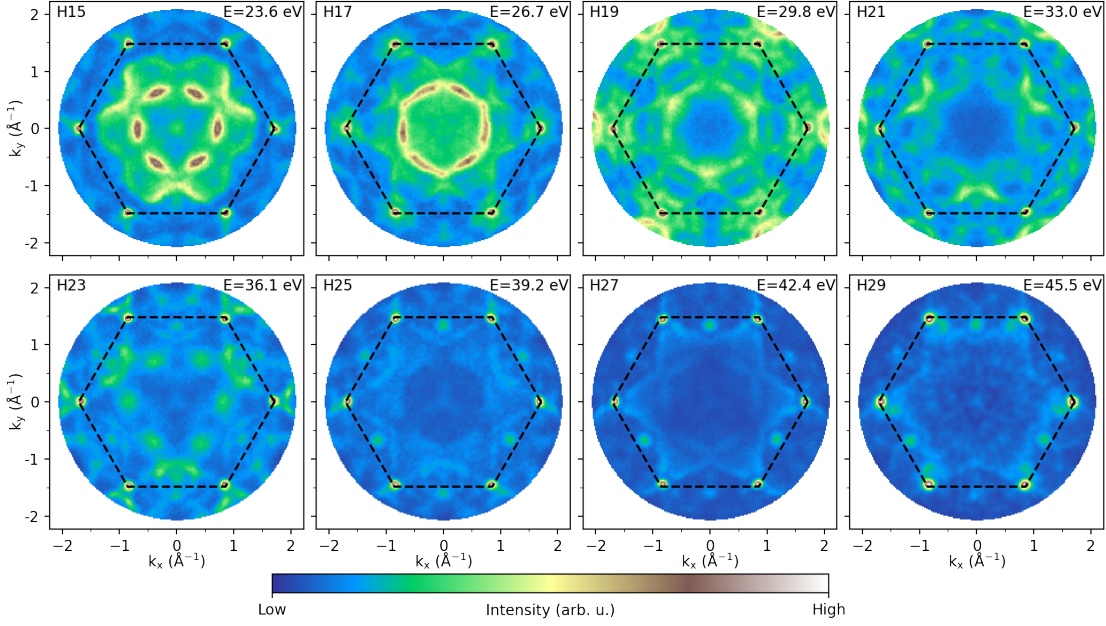 H15 E=23.6 eV
H17 E=26.7 eV
H19 E=29.8 eV
H21 E=33.0 eV
2
1
0
-1
-2
k_y (Å⁻¹)
H23 E=36.1 eV
H25 E=39.2 eV
H27 E=42.4 eV
H29 E=45.5 eV
2
1
0
-1
-2
k_y (Å⁻¹)
−2 −1 0 1 2
−2 −1 0 1 2
−2 −1 0 1 2
−2 −1 0 1 2
k_x (Å⁻¹)
k_x (Å⁻¹)
k_x (Å⁻¹)
k_x (Å⁻¹)
Low Intensity (arb. u.) High